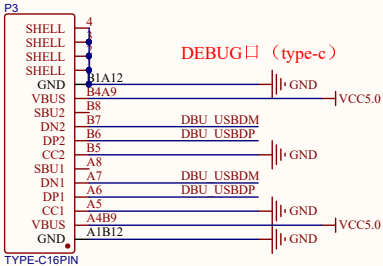 P3
SHELL 4
SHELL
SHELL
SHELL
DEBUG口（type-c）
GND B1A12 GND
VBUS B4A9 VCC5.0
SBU2 B8
DN2 B7 DBU_USBDM
DP2 B6 DBU_USBDP
CC2 B5 GND
SBU1 A8
DN1 A7 DBU_USBDM
DP1 A6 DBU_USBDP
CC1 A5 GND
VBUS A4B9 VCC5.0
GND A1B12 GND
TYPE-C16PIN